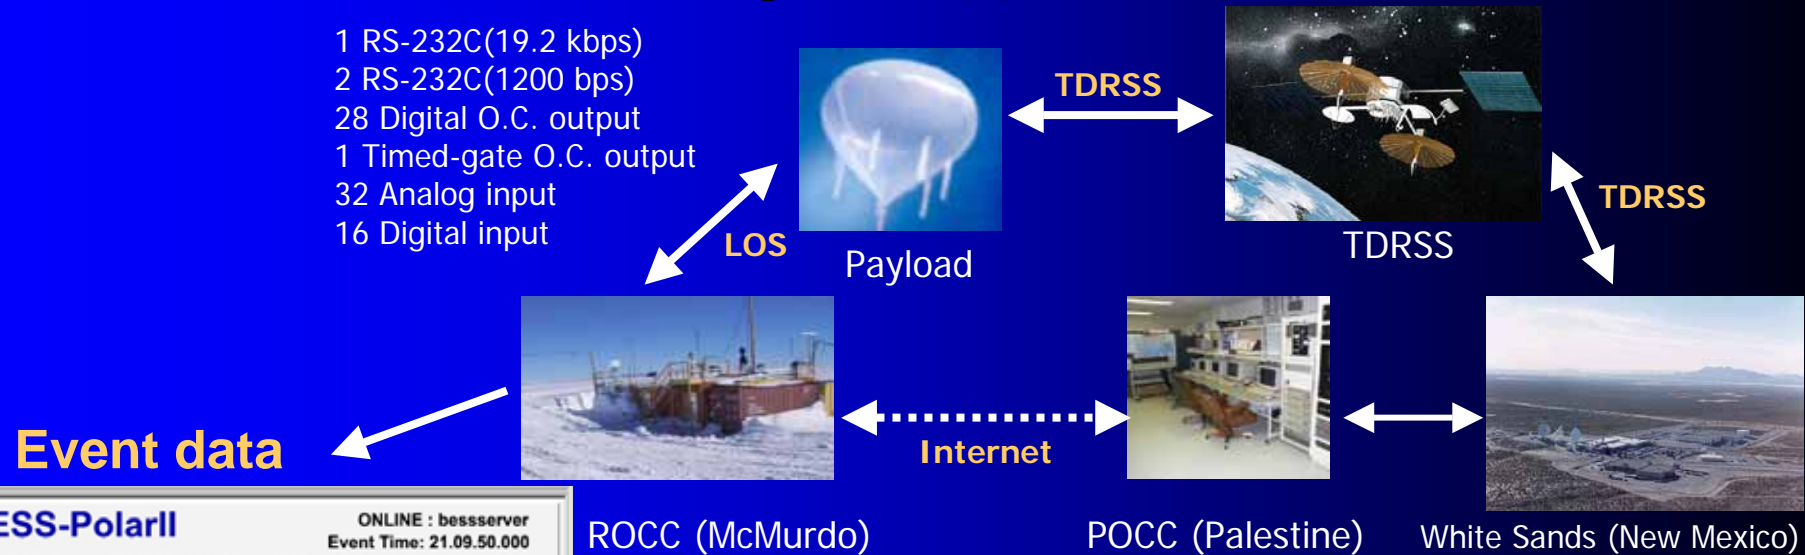 1 RS-232C(19.2 kbps)
2 RS-232C(1200 bps)
28 Digital O.C. output
1 Timed-gate O.C. output
32 Analog input
16 Digital input
TDRSS
TDRSS
LOS
Payload
TDRSS
Internet
Event data
ROCC (McMurdo)
POCC (Palestine)
White Sands (New Mexico)
ESS-PolarII
ONLINE : bessserver
Event Time: 21.09.50.000